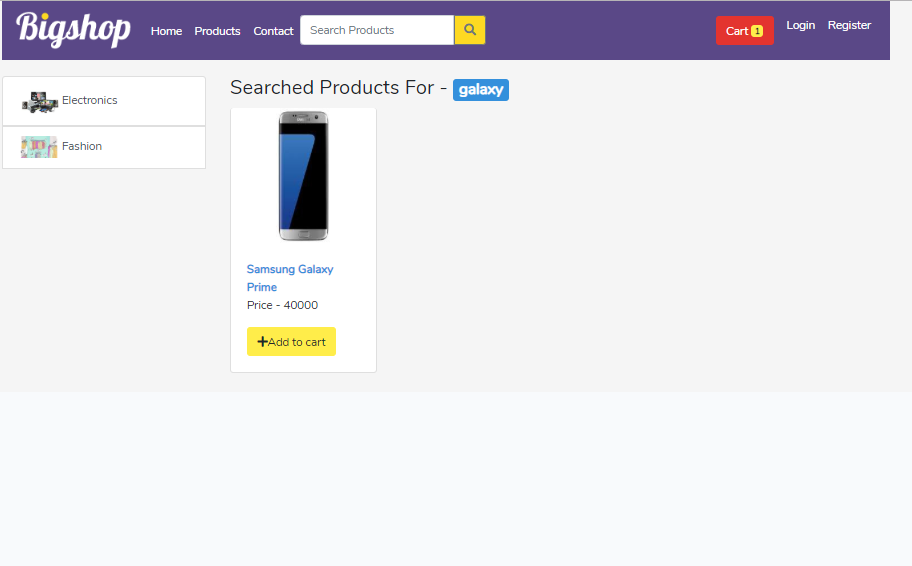 Bigshop
Home Products Contact Search Products Cart 1 Login Register
Electronics
Fashion
Searched Products For - galaxy
Samsung Galaxy
Prime
Price - 40000
+Add to cart